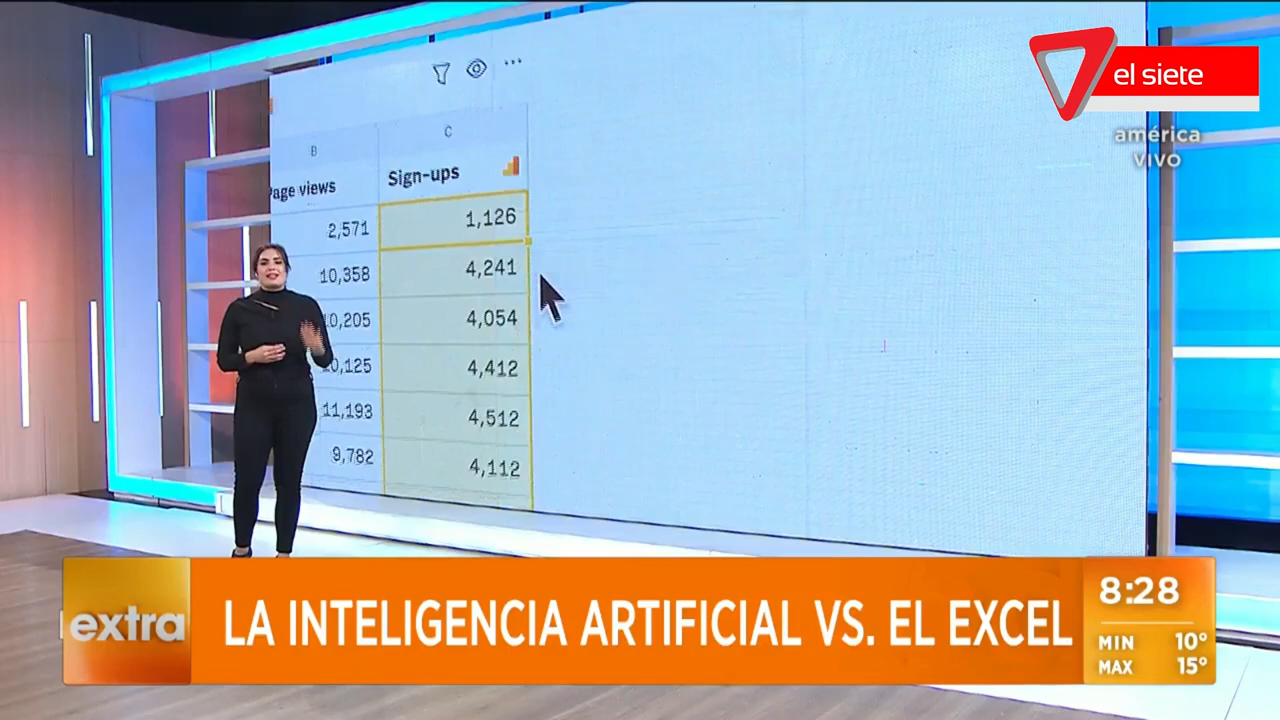 el siete
américa
VIVO
B
C
Page views
Sign-ups
2,571
1,126
10,358
4,241
10,205
4,054
10,125
4,412
11,193
4,512
9,782
4,112
extra
LA INTELIGENCIA ARTIFICIAL VS. EL EXCEL
8:28
MIN 10°
MAX 15°